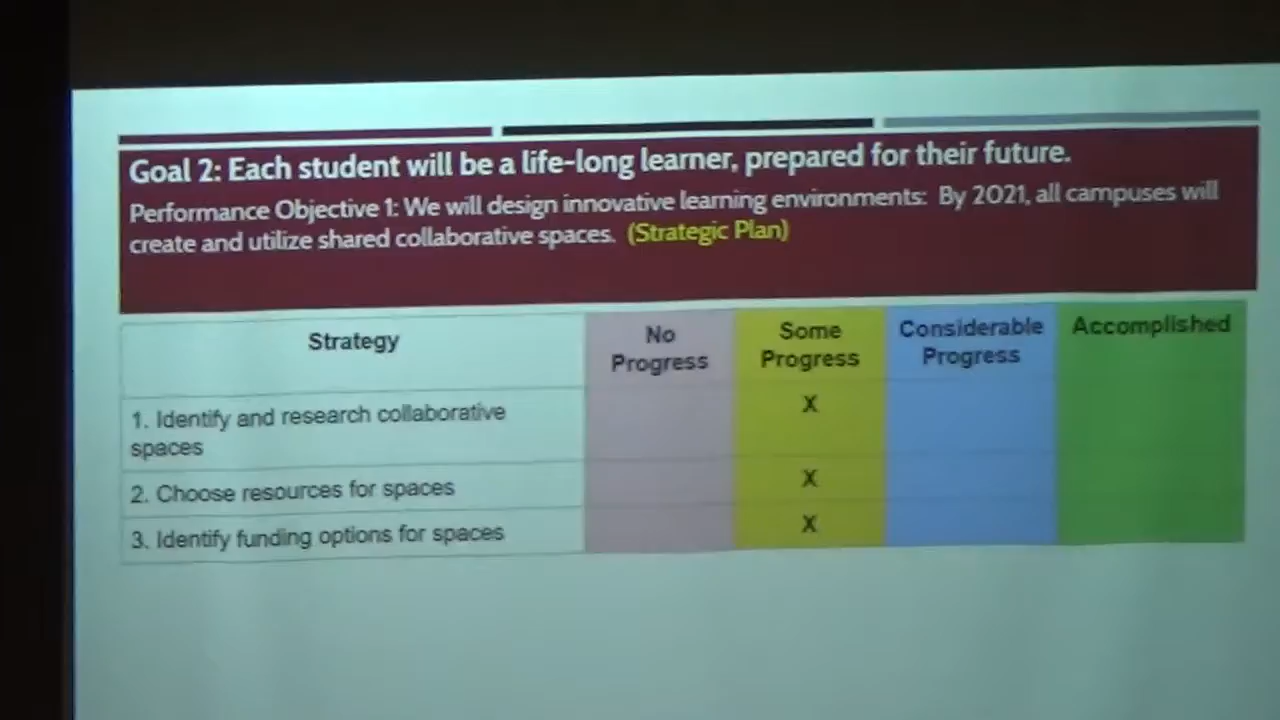 Goal 2: Each student will be a life-long learner, prepared for their future.
Performance Objective 1: We will design innovative learning environments: By 2021, all campuses will
create and utilize shared collaborative spaces. (Strategic Plan)
Strategy
No
Progress
Some
Progress
Considerable
Progress
Accomplished
1. Identify and research collaborative
spaces
X
2. Choose resources for spaces
X
3. Identify funding options for spaces
X